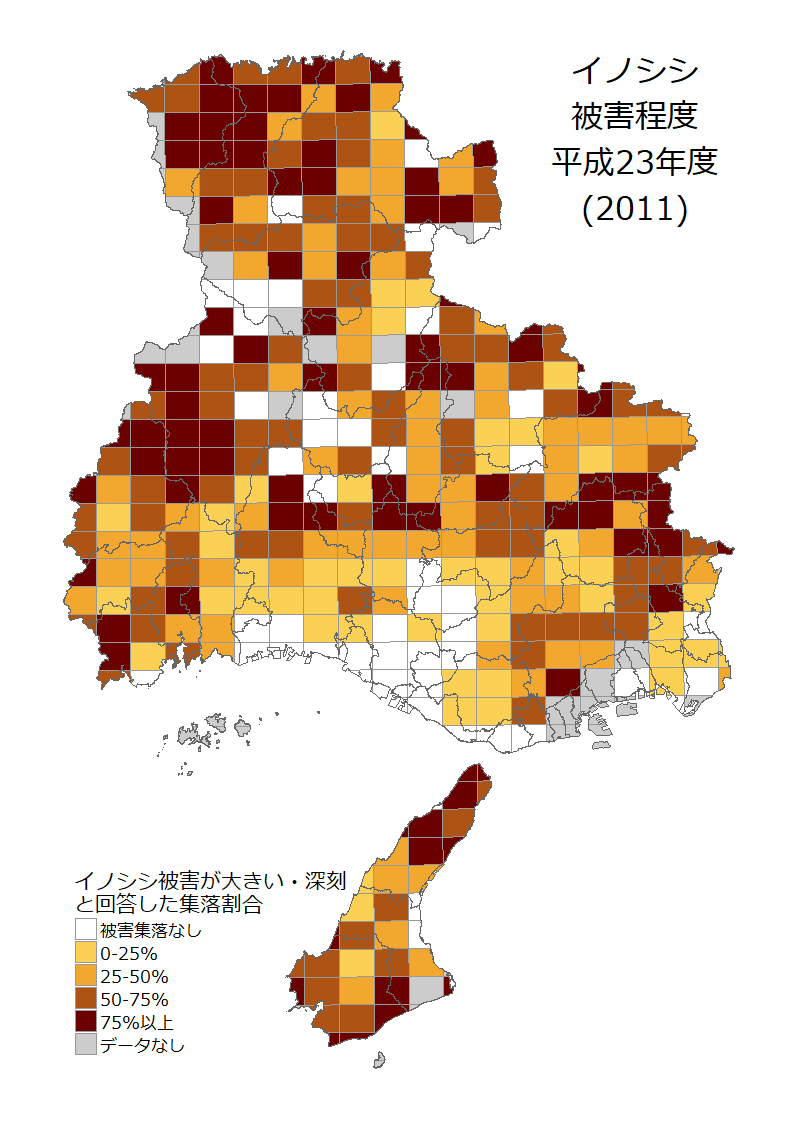 イノシシ
被害程度
平成23年度
(2011)
イノシシ被害が大きい・深刻
と回答した集落割合
被害集落なし
0-25%
25-50%
50-75%
75%以上
データなし